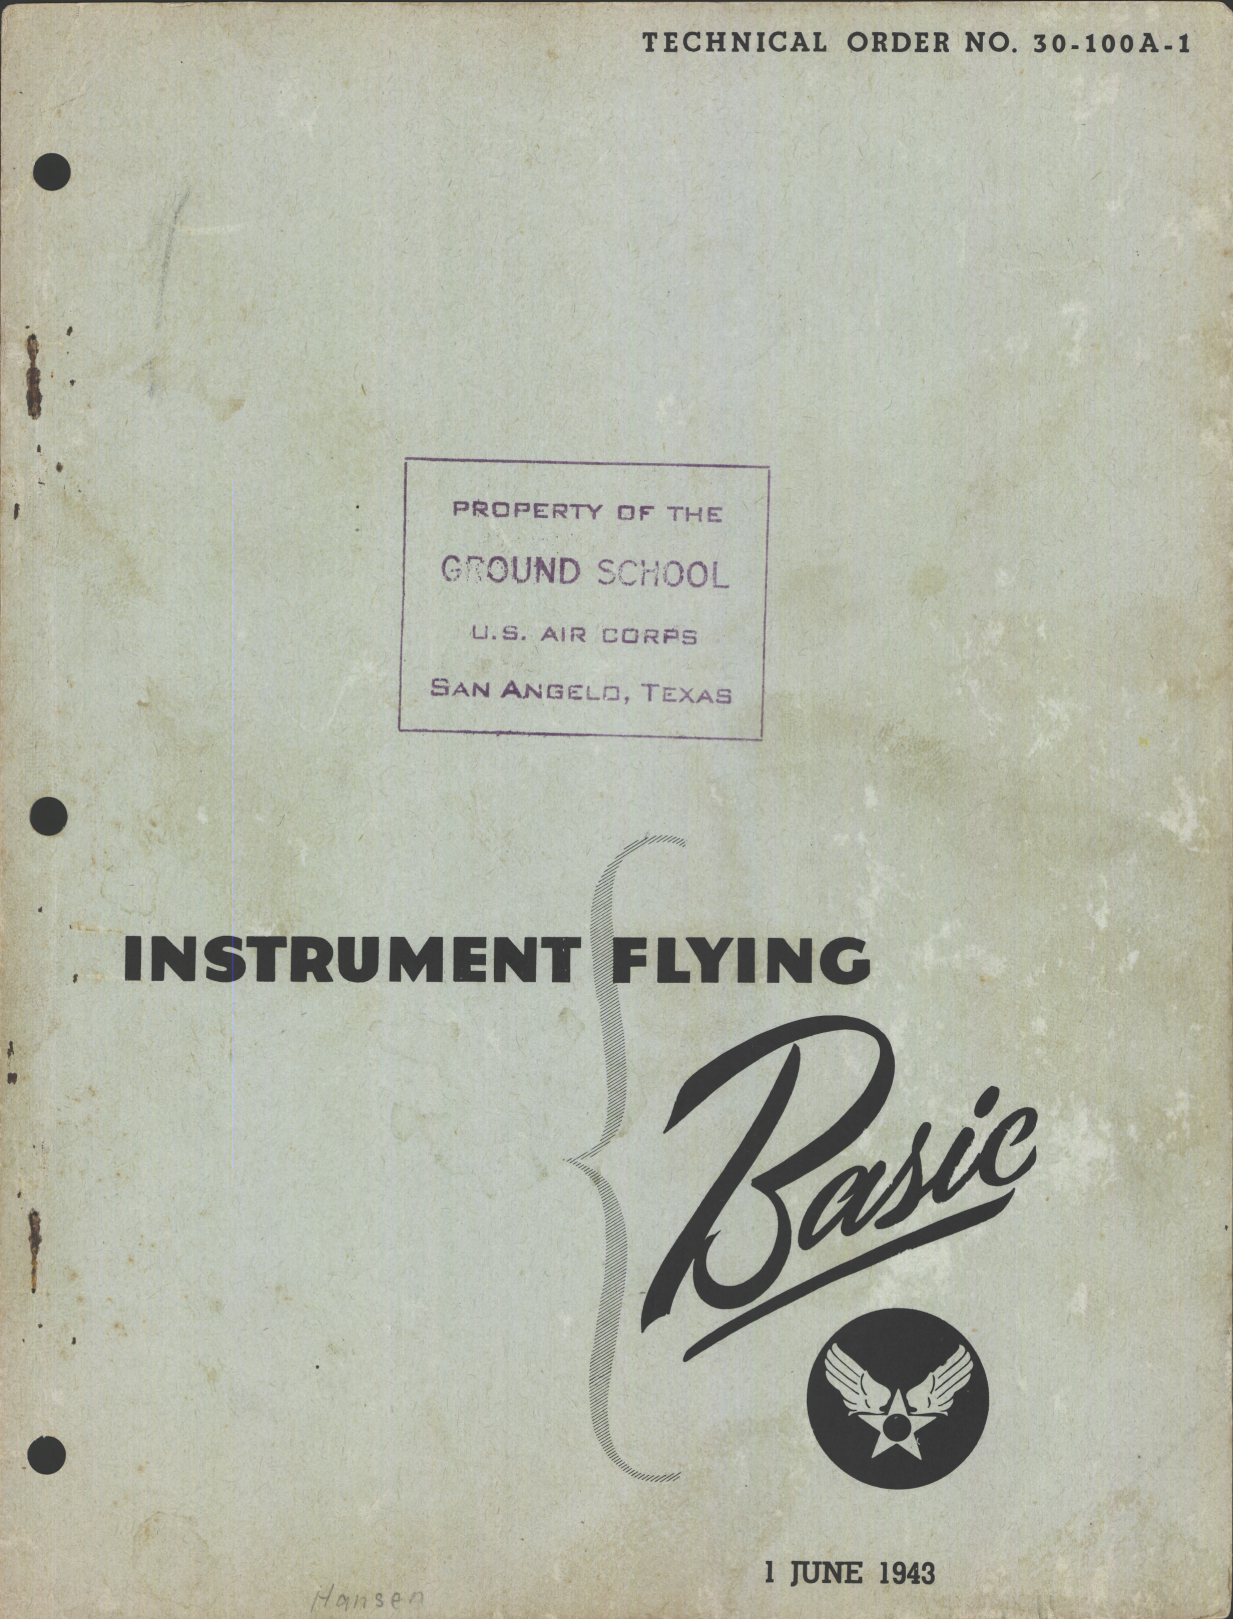 TECHNICAL ORDER NO. 30-100A-1
PROPERTY OF THE
GROUND SCHOOL
U.S. AIR CORPS
SAN ANGELO, TEXAS
INSTRUMENT FLYING
Basic
1 JUNE 1943
Hansen